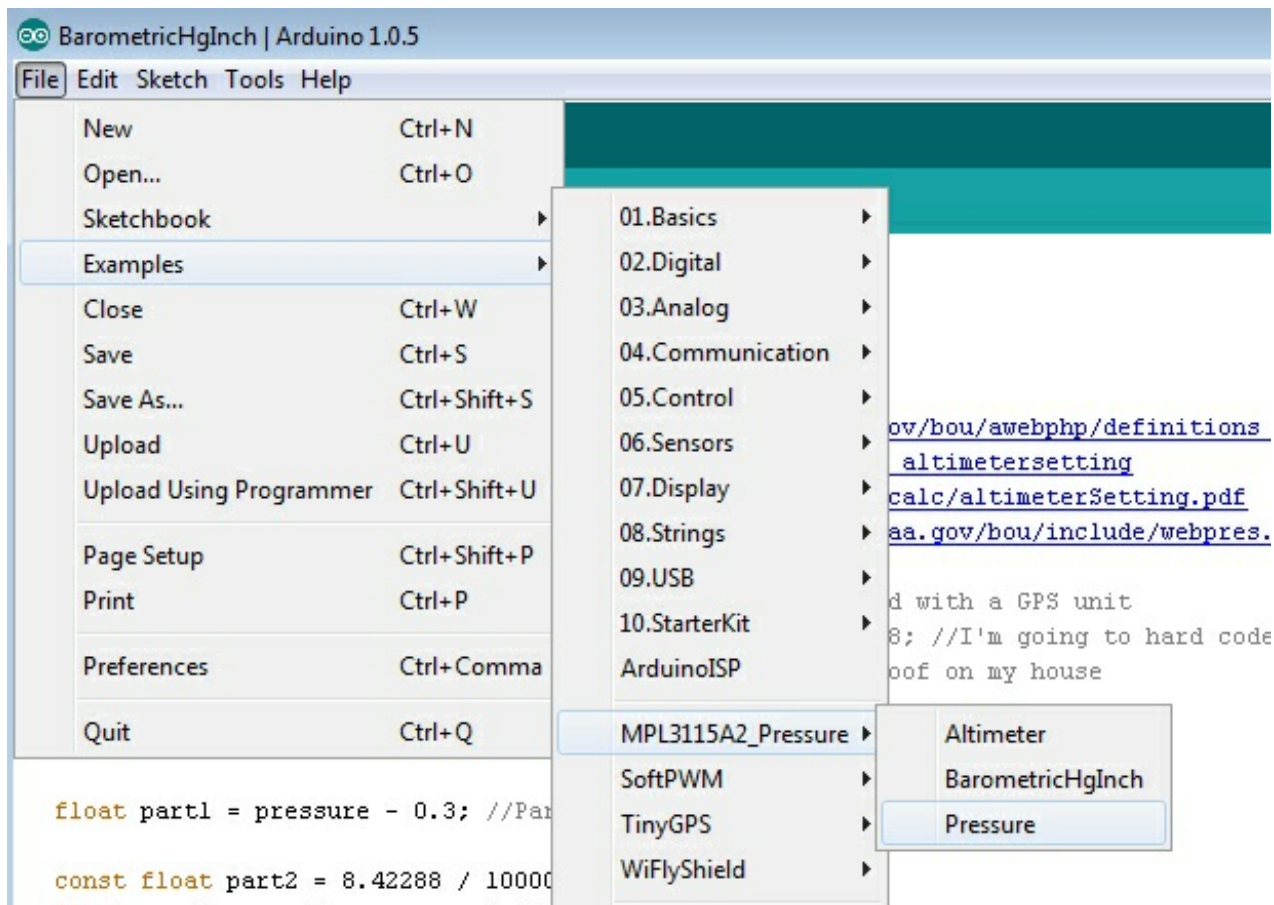 BarometricHgInch | Arduino 1.0.5
File Edit Sketch Tools Help
New Ctrl+N
Open... Ctrl+O
Sketchbook
Examples
Close Ctrl+W
Save Ctrl+S
Save As... Ctrl+Shift+S
Upload Ctrl+U
Upload Using Programmer Ctrl+Shift+U
Page Setup Ctrl+Shift+P
Print Ctrl+P
Preferences Ctrl+Comma
Quit Ctrl+Q
01.Basics
02.Digital
03.Analog
04.Communication
05.Control
06.Sensors
07.Display
08.Strings
09.USB
10.StarterKit
ArduinoISP
MPL3115A2_Pressure
SoftPWM
TinyGPS
WiFlyShield
Altimeter
BarometricHgInch
Pressure
ov/bou/awebphp/definitions_
altimetersetting
calc/altimeterSetting.pdf
aa.gov/bou/include/webpres.
d with a GPS unit
8; //I'm going to hard code
oof on my house
float part1 = pressure - 0.3; //Par
const float part2 = 8.42288 / 10000